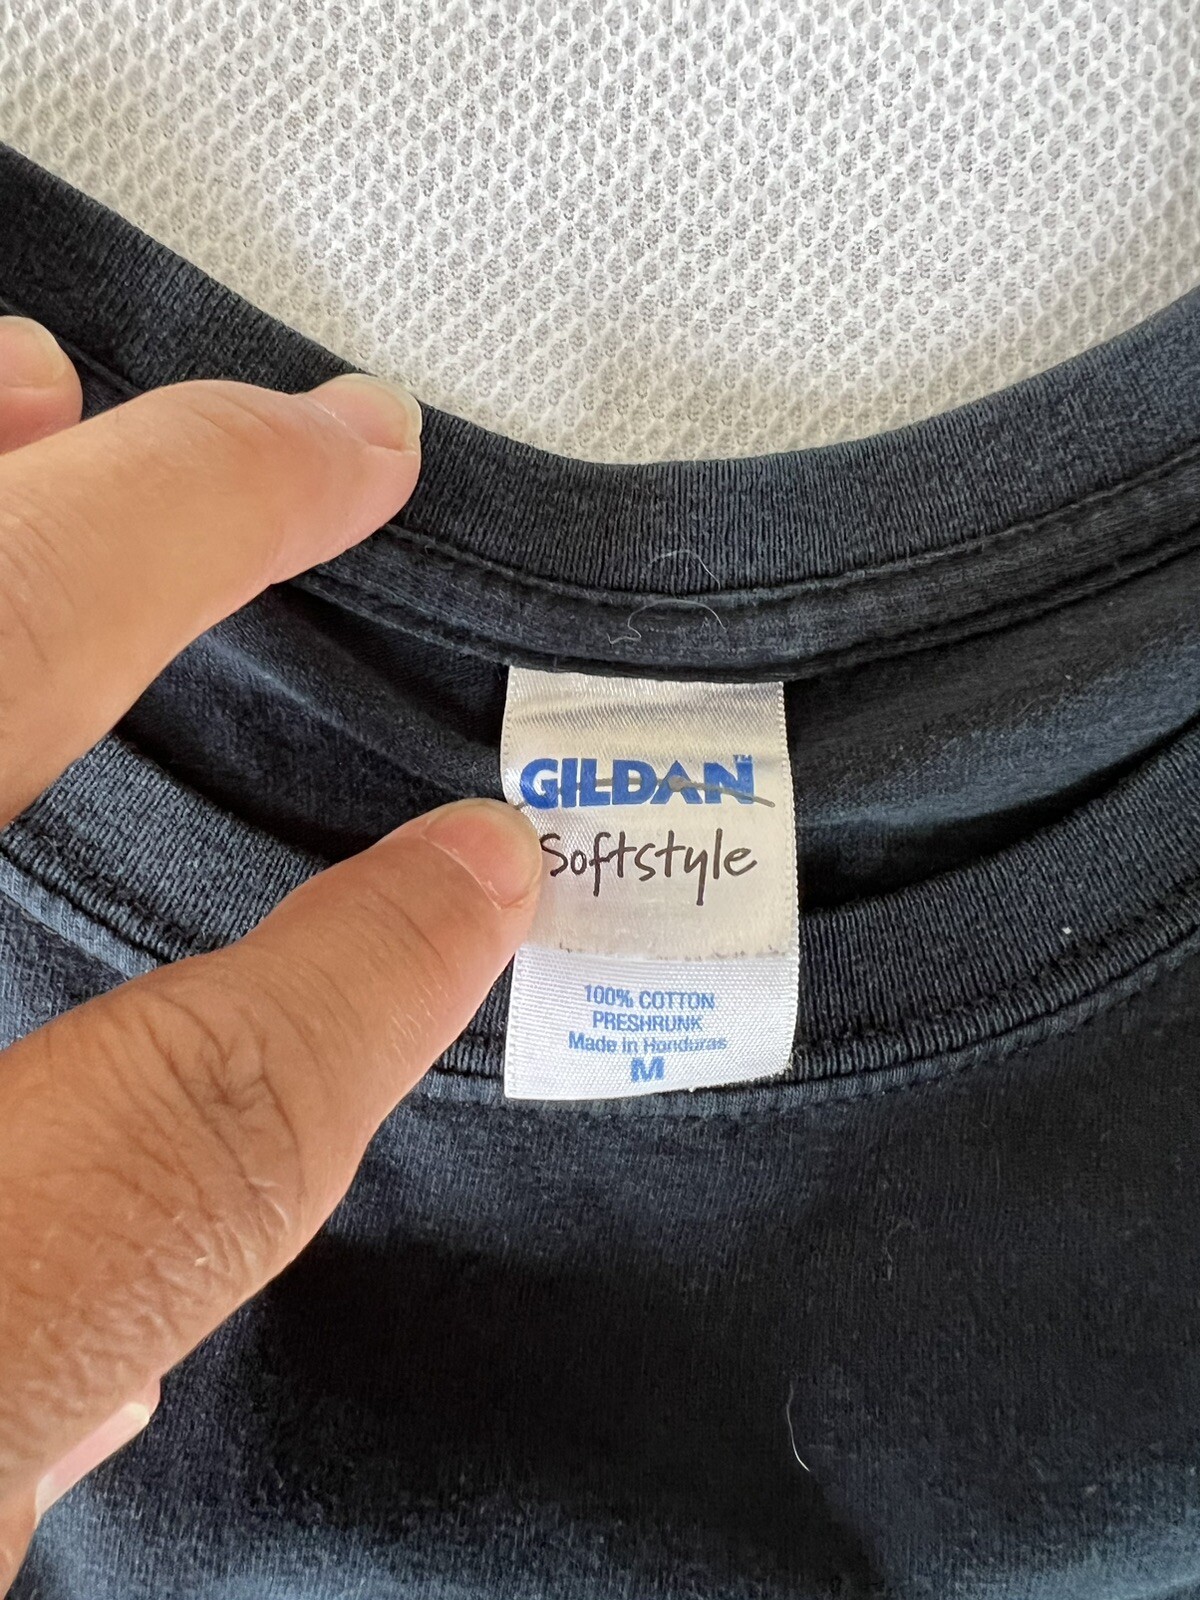 GILDAN
Softstyle
100% COTTON
PRESHRUNK
Made in Honduras
M